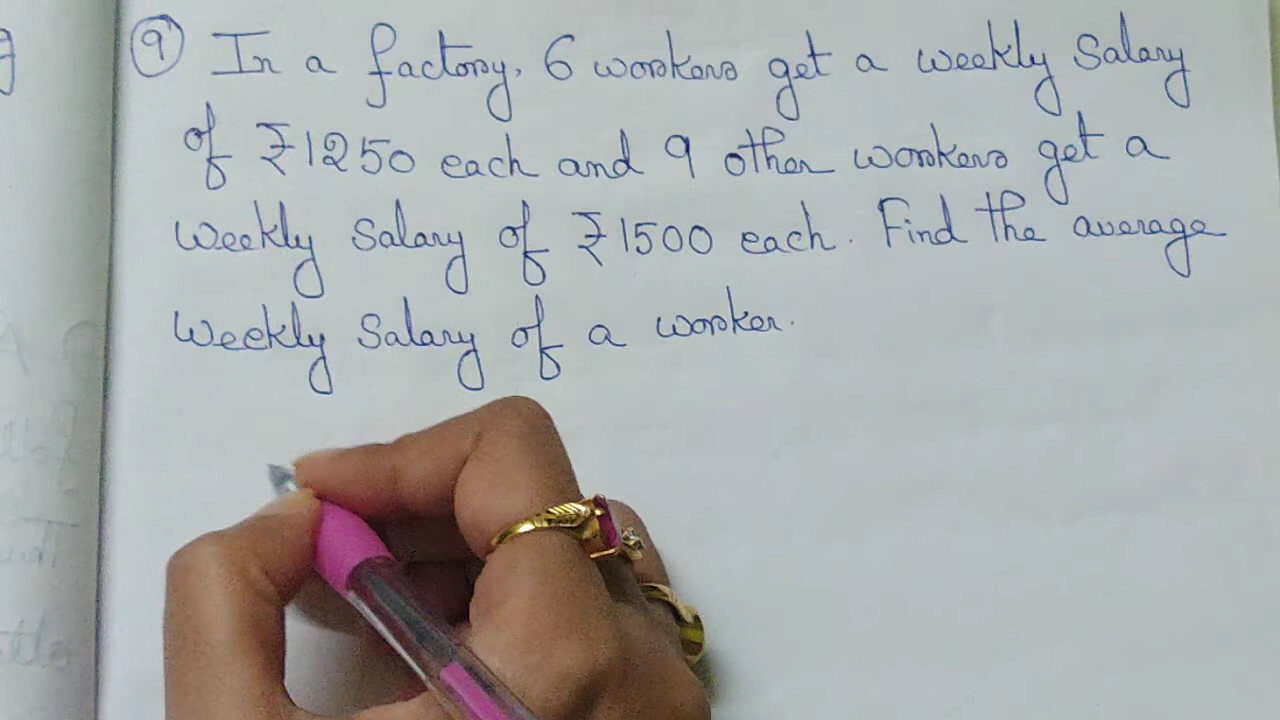 9 In a factory, 6 workers get a weekly Salary
of ₹1250 each and 9 other workers get a
weekly Salary of ₹1500 each. Find the average
Weekly Salary of a worker.